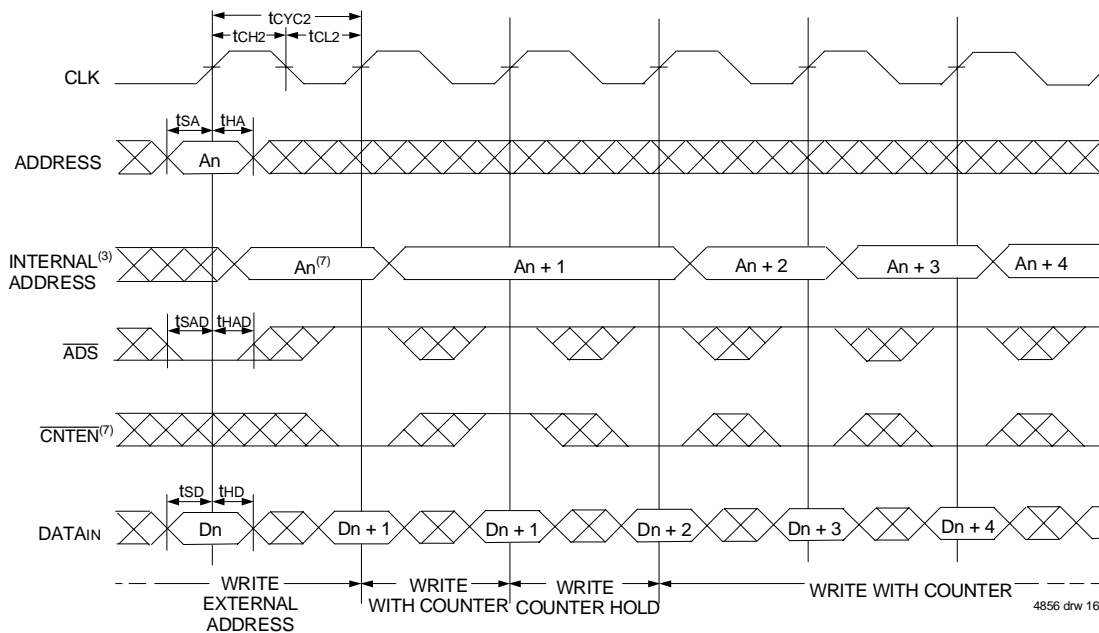 tCYC2
tCH2 tCL2
CLK
tSA tHA
ADDRESS An
INTERNAL(3)
ADDRESS
An(7) An + 1 An + 2 An + 3 An + 4
tSAD tHAD
ADS
CNTEN(7)
tSD tHD
DATAIN Dn Dn + 1 Dn + 1 Dn + 2 Dn + 3 Dn + 4
WRITE
EXTERNAL
ADDRESS
WRITE
WITH COUNTER
WRITE
COUNTER HOLD
WRITE WITH COUNTER
4856 drw 16